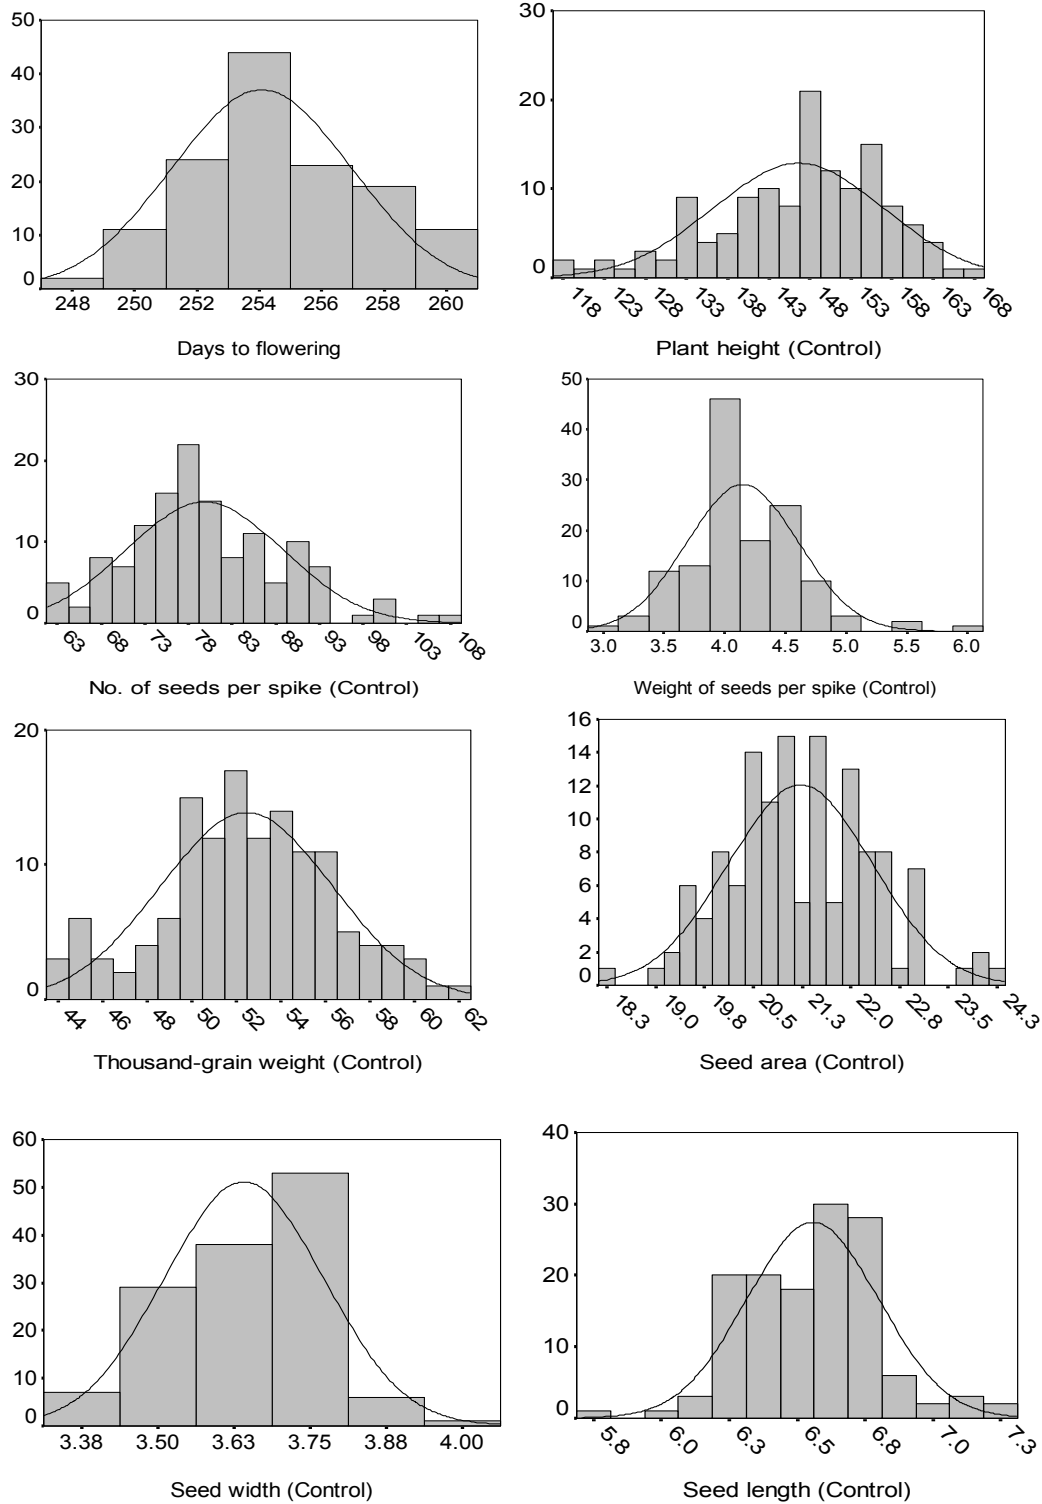 50
40
30
20
10
0
248 250 252 254 256 258 260
Days to flowering
30
20
10
0
118 123 128 133 138 143 148 153 158 163 168
Plant height (Control)
30
20
10
0
63 68 73 78 83 88 93 98 103 108
No. of seeds per spike (Control)
50
40
30
20
10
0
3.0 3.5 4.0 4.5 5.0 5.5 6.0
Weight of seeds per spike (Control)
20
10
0
44 46 48 50 52 54 56 58 60 62
Thousand-grain weight (Control)
16
14
12
10
8
6
4
2
0
18.3 19.0 19.8 20.5 21.3 22.0 22.8 23.5 24.3
Seed area (Control)
60
50
40
30
20
10
0
3.38 3.50 3.63 3.75 3.88 4.00
Seed width (Control)
40
30
20
10
0
5.8 6.0 6.3 6.5 6.8 7.0 7.3
Seed length (Control)